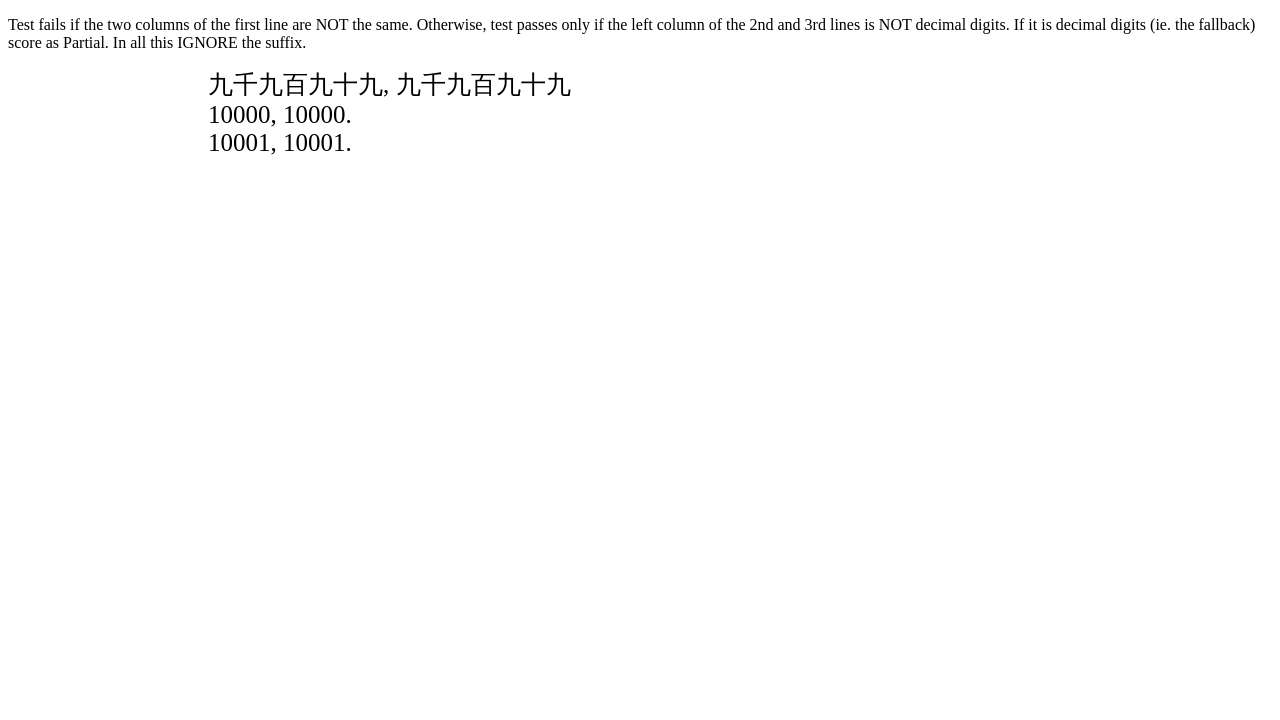 Test fails if the two columns of the first line are NOT the same. Otherwise, test passes only if the left column of the 2nd and 3rd lines is NOT decimal digits. If it is decimal digits (ie. the fallback)
score as Partial. In all this IGNORE the suffix.
九千九百九十九, 九千九百九十九
10000, 10000.
10001, 10001.